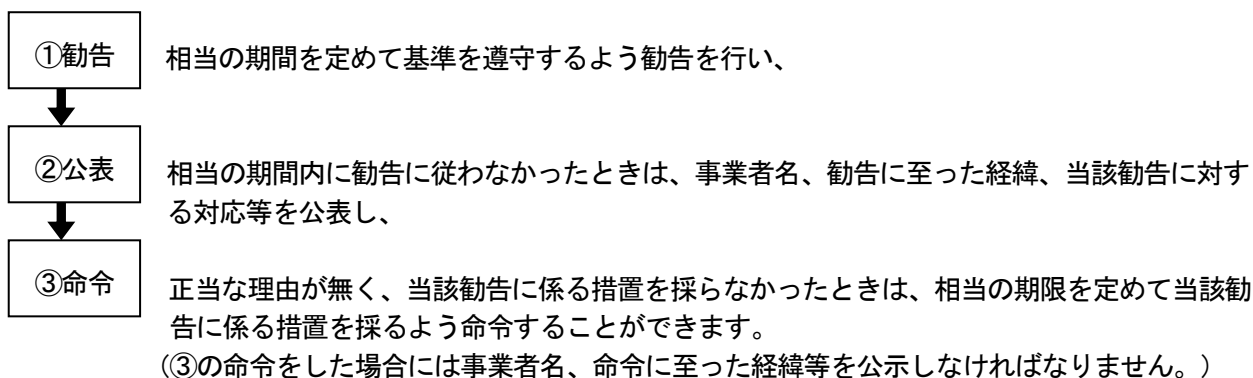 ①勧告
相当の期間を定めて基準を遵守するよう勧告を行い、
②公表
相当の期間内に勧告に従わなかったときは、事業者名、勧告に至った経緯、当該勧告に対す
る対応等を公表し、
③命令
正当な理由が無く、当該勧告に係る措置を採らなかったときは、相当の期限を定めて当該勧
告に係る措置を採るよう命令することができます。
（③の命令をした場合には事業者名、命令に至った経緯等を公示しなければなりません。）